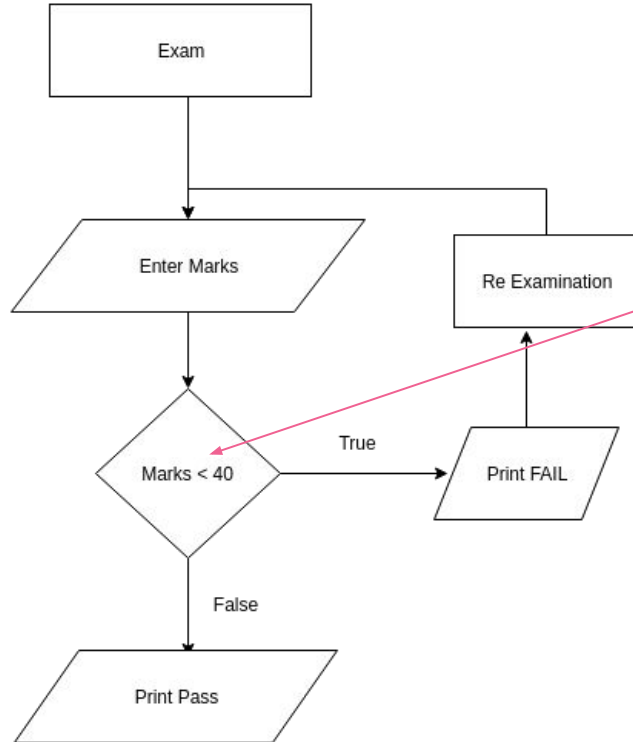 Exam
Enter Marks
Re Examination
Marks < 40
True
Print FAIL
False
Print Pass